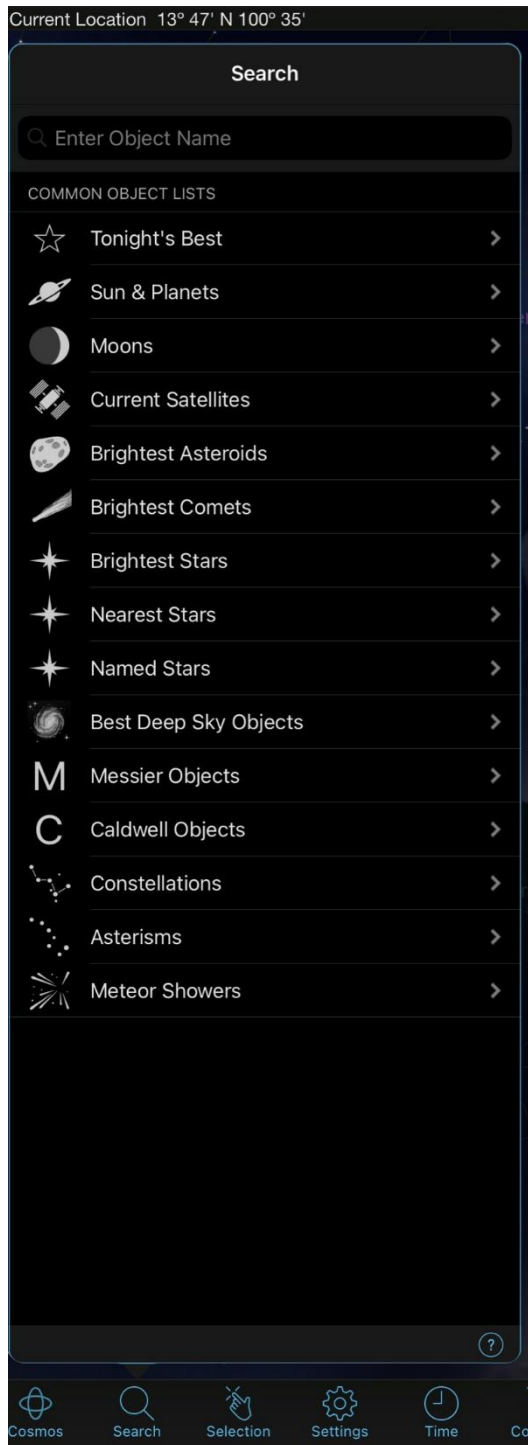 Current Location 13° 47' N 100° 35'
Search
Enter Object Name
COMMON OBJECT LISTS
Tonight's Best
Sun & Planets
Moons
Current Satellites
Brightest Asteroids
Brightest Comets
Brightest Stars
Nearest Stars
Named Stars
Best Deep Sky Objects
M Messier Objects
C Caldwell Objects
Constellations
Asterisms
Meteor Showers
?
Cosmos Search Selection Settings Time